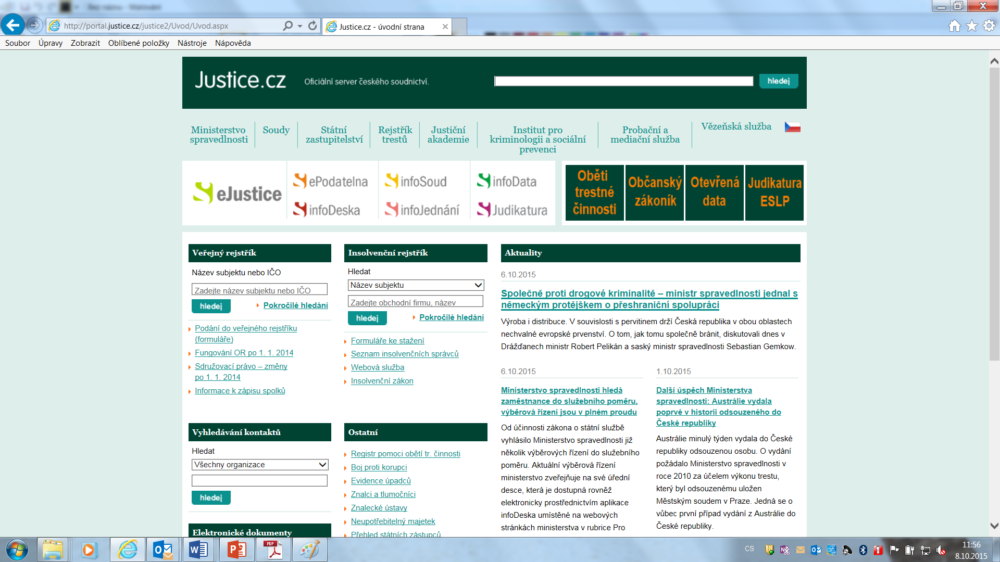 http://portal.justice.cz/justice2/Uvod/Uvod.aspx
Justice.cz - úvodní strana
Soubor Úpravy Zobrazit Oblíbené položky Nástroje Nápověda
Justice.cz
Oficiální server českého soudnictví.
hledej
Ministerstvo
spravedlnosti
Soudy
Státní
zastupitelství
Rejstřík
trestů
Justiční
akademie
Institut pro
kriminologii a sociální
prevenci
Probační a
mediační služba
Vězeňská služba
eJustice
ePodatelna
infoDeska
infoSoud
infoJednání
infoData
Judikatura
Oběti
trestné
činnosti
Občanský
zákoník
Otevřená
data
Judikatura
ESLP
Veřejný rejstřík
Název subjektu nebo IČO
Zadejte název subjektu nebo IČO
hledej
Pokročilé hledání
Podání do veřejného rejstříku
(formuláře)
Fungování OR po 1. 1. 2014
Sdružovací právo – změny
po 1. 1. 2014
Informace k zápisu spolků
Insolvenční rejstřík
Hledat
Název subjektu
Zadejte obchodní firmu, název
hledej
Pokročilé hledání
Formuláře ke stažení
Seznam insolvenčních správců
Webová služba
Insolvenční zákon
Vyhledávání kontaktů
Hledat
Všechny organizace
hledej
Elektronické dokumenty
Ostatní
Registr pomoci obětí tr. činnosti
Boj proti korupci
Evidence úpadců
Znalci a tlumočníci
Znalecké ústavy
Neupotřebitelný majetek
Přehled státních zástupců
Aktuality
6.10.2015
Společně proti drogové kriminalitě – ministr spravedlnosti jednal s
německým protějškem o přeshraniční spolupráci
Výroba i distribuce. V souvislosti s pervitinem drží Česká republika v obou oblastech
nechvalné evropské prvenství. O tom, jak tomu společně bránit, diskutovali dnes v
Drážďanech ministr Robert Pelikán a saský ministr spravedlnosti Sebastian Gemkow.
6.10.2015
Ministerstvo spravedlnosti hledá
zaměstnance do služebního poměru,
výběrová řízení jsou v plném proudu
Od účinnosti zákona o státní službě
vyhlásilo Ministerstvo spravedlnosti již
několik výběrových řízení do služebního
poměru. Aktuální výběrová řízení
ministerstvo zveřejňuje na své úřední
desce, která je dostupná rovněž
elektronicky prostřednictvím aplikace
infoDeska umístěné na webových
stránkách ministerstva v rubrice Pro
1.10.2015
Další úspěch Ministerstva
spravedlnosti: Austrálie vydala
poprvé v historii odsouzeného do
České republiky
Austrálie minulý týden vydala do České
republiky odsouzenou osobu. O vydání
požádalo Ministerstvo spravedlnosti v
roce 2010 za účelem výkonu trestu,
který byl odsouzenému uložen
Městským soudem v Praze. Jedná se o
vůbec první případ vydání z Austrálie do
České republiky.
CS
11:56
8.10.2015